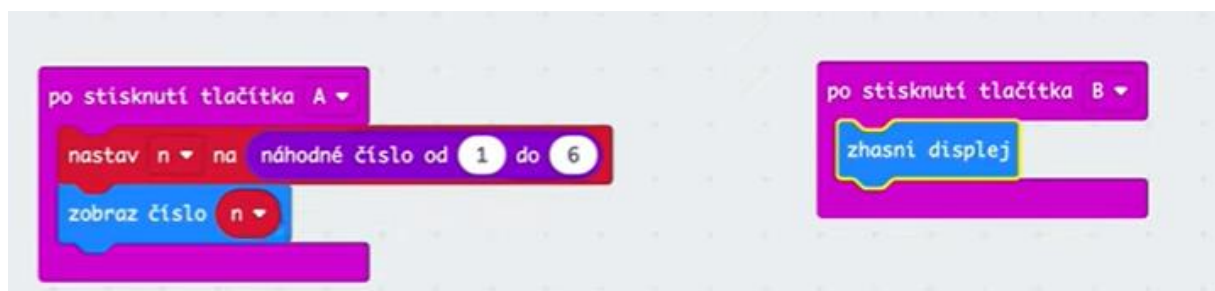 po stisknutí tlačítka A
nastav n na náhodné číslo od 1 do 6
zobraz číslo n
po stisknutí tlačítka B
zhasni displej